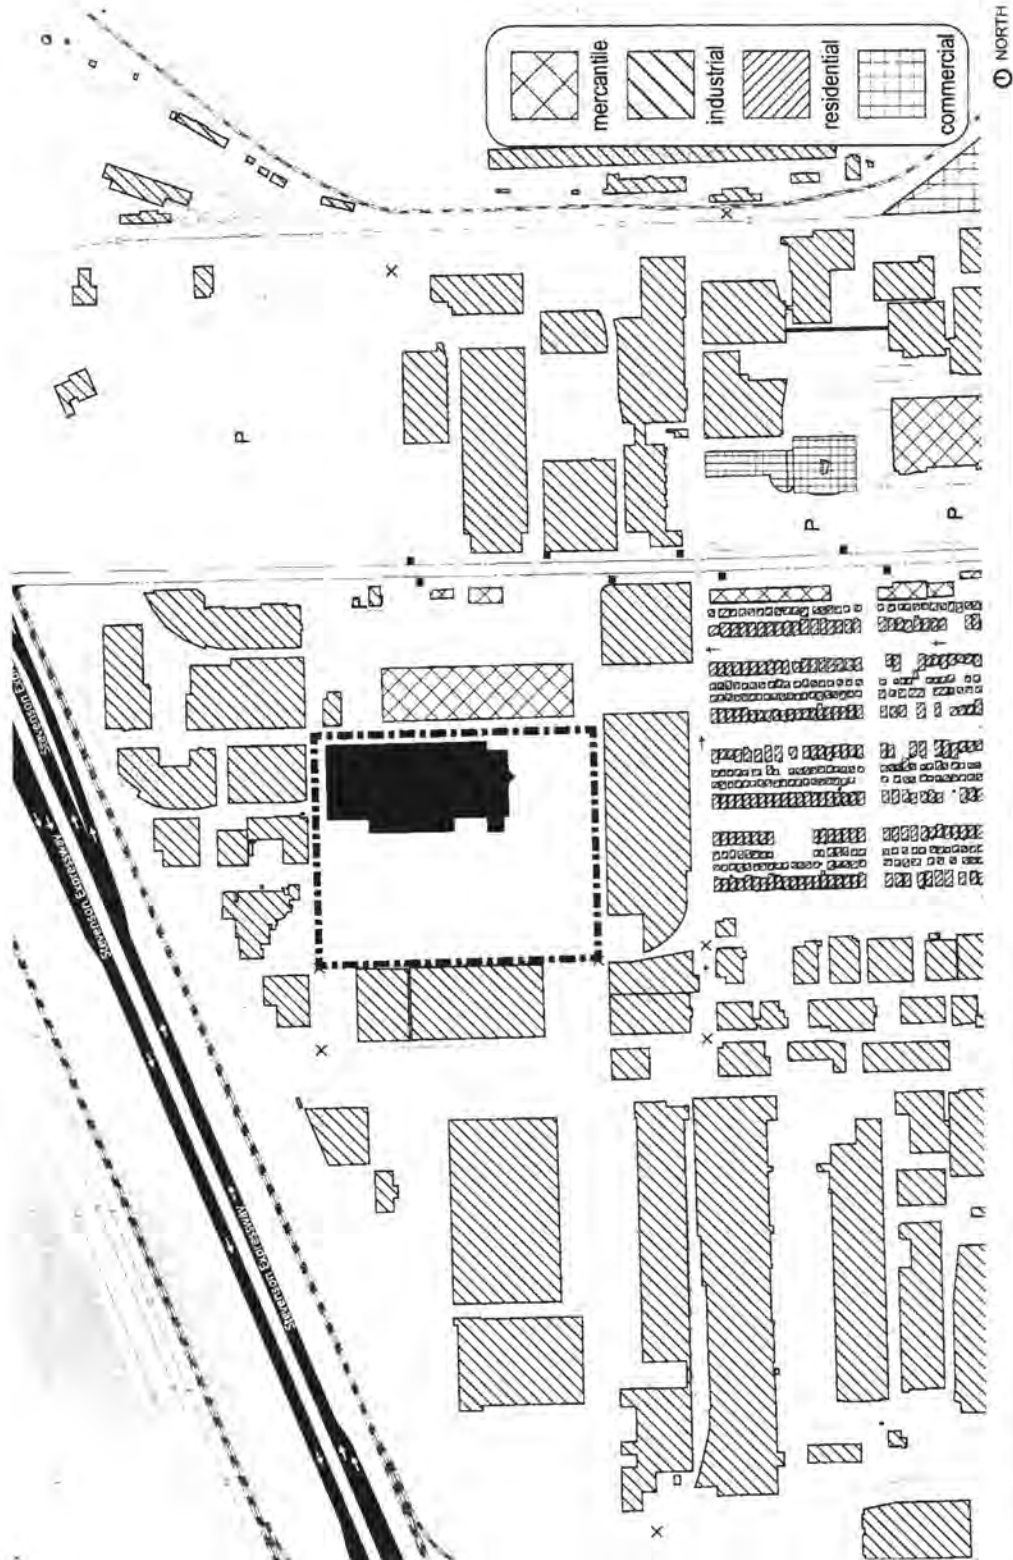 mercantile
industrial
residential
commercial
NORTH
P
P
P
P
Stevenson Expressway
Stevenson Expressway